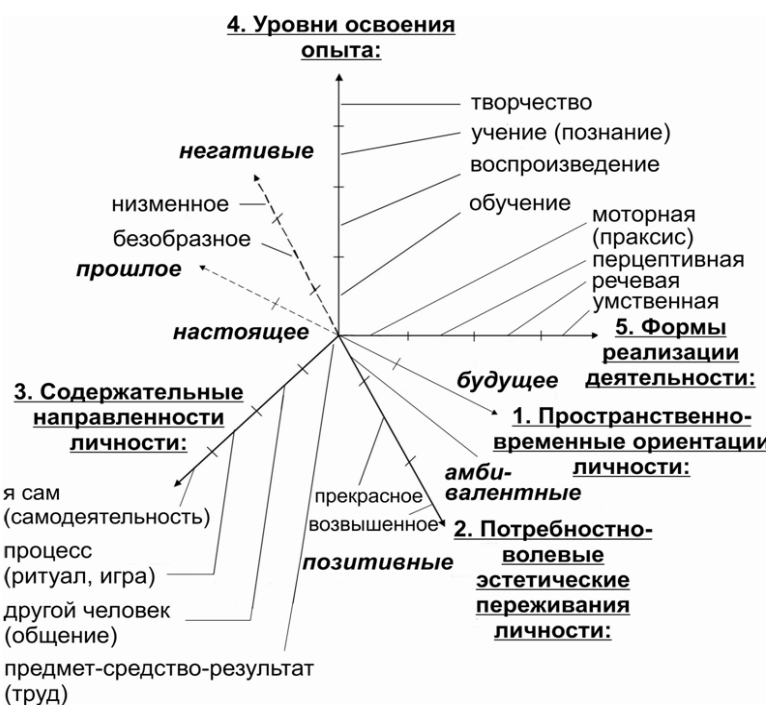 4. Уровни освоения
опыта:
творчество
учение (познание)
воспроизведение
обучение
негативые
низменное
безобразное
прошлое
настоящее
моторная
(праксис)
перцептивная
речевая
умственная
5. Формы
реализации
деятельности:
будущее
1. Пространственно-
временные ориентации
личности:
3. Содержательные
направленности
личности:
амби-
валентные
прекрасное
возвышенное
позитивные
2. Потребностно-
волевые
эстетические
переживания
личности:
я сам
(самодеятельность)
процесс
(ритуал, игра)
другой человек
(общение)
предмет-средство-результат
(труд)